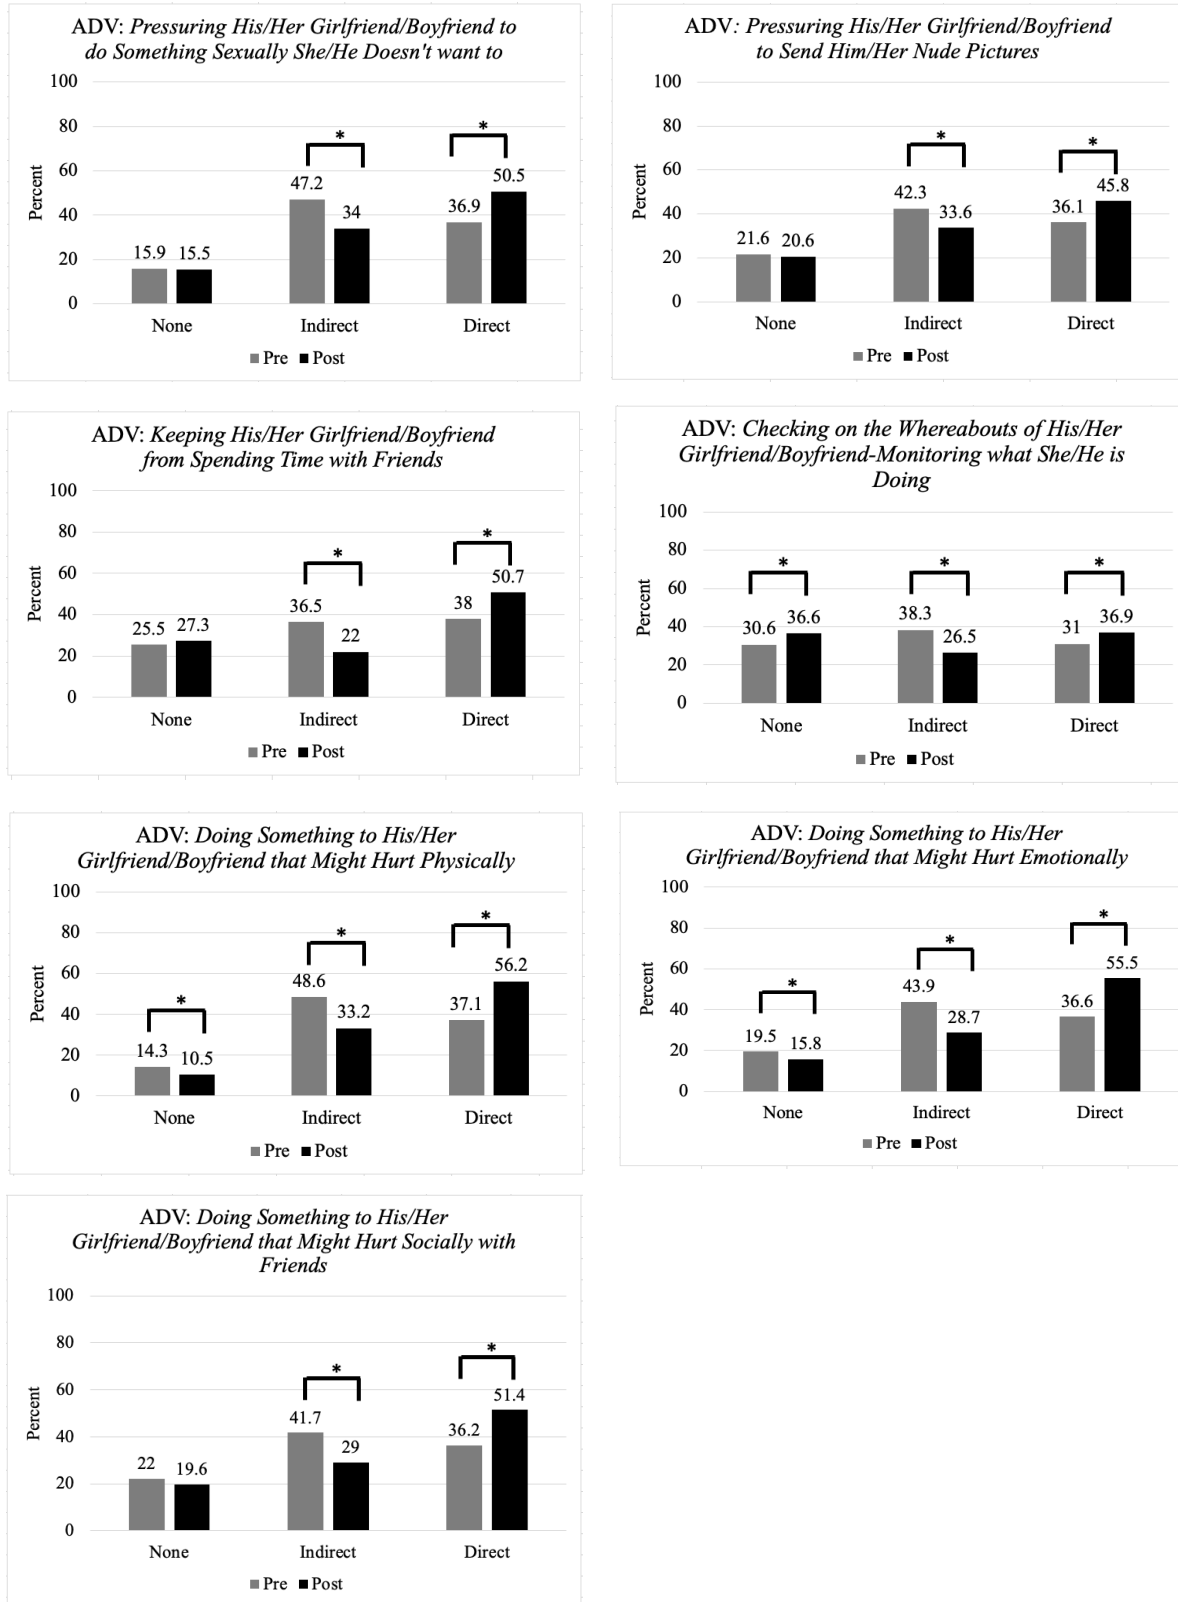 ADV: Pressuring His/Her Girlfriend/Boyfriend to
do Something Sexually She/He Doesn't want to
100
80
60
40
20
0
Percent
*
*
47.2
34
36.9
50.5
15.9
15.5
None
Indirect
Direct
Pre
Post
ADV: Pressuring His/Her Girlfriend/Boyfriend
to Send Him/Her Nude Pictures
100
80
60
40
20
0
Percent
*
*
21.6
20.6
42.3
33.6
36.1
45.8
None
Indirect
Direct
Pre
Post
ADV: Keeping His/Her Girlfriend/Boyfriend
from Spending Time with Friends
100
80
60
40
20
0
Percent
*
*
25.5
27.3
36.5
22
38
50.7
None
Indirect
Direct
Pre
Post
ADV: Checking on the Whereabouts of His/Her
Girlfriend/Boyfriend-Monitoring what She/He is
Doing
100
80
60
40
20
0
Percent
*
*
*
30.6
36.6
38.3
26.5
31
36.9
None
Indirect
Direct
Pre
Post
ADV: Doing Something to His/Her
Girlfriend/Boyfriend that Might Hurt Physically
100
80
60
40
20
0
Percent
*
*
*
14.3
10.5
48.6
33.2
37.1
56.2
None
Indirect
Direct
Pre
Post
ADV: Doing Something to His/Her
Girlfriend/Boyfriend that Might Hurt Emotionally
100
80
60
40
20
0
Percent
*
*
*
19.5
15.8
43.9
28.7
36.6
55.5
None
Indirect
Direct
Pre
Post
ADV: Doing Something to His/Her
Girlfriend/Boyfriend that Might Hurt Socially with
Friends
100
80
60
40
20
0
Percent
*
*
22
19.6
41.7
29
36.2
51.4
None
Indirect
Direct
Pre
Post